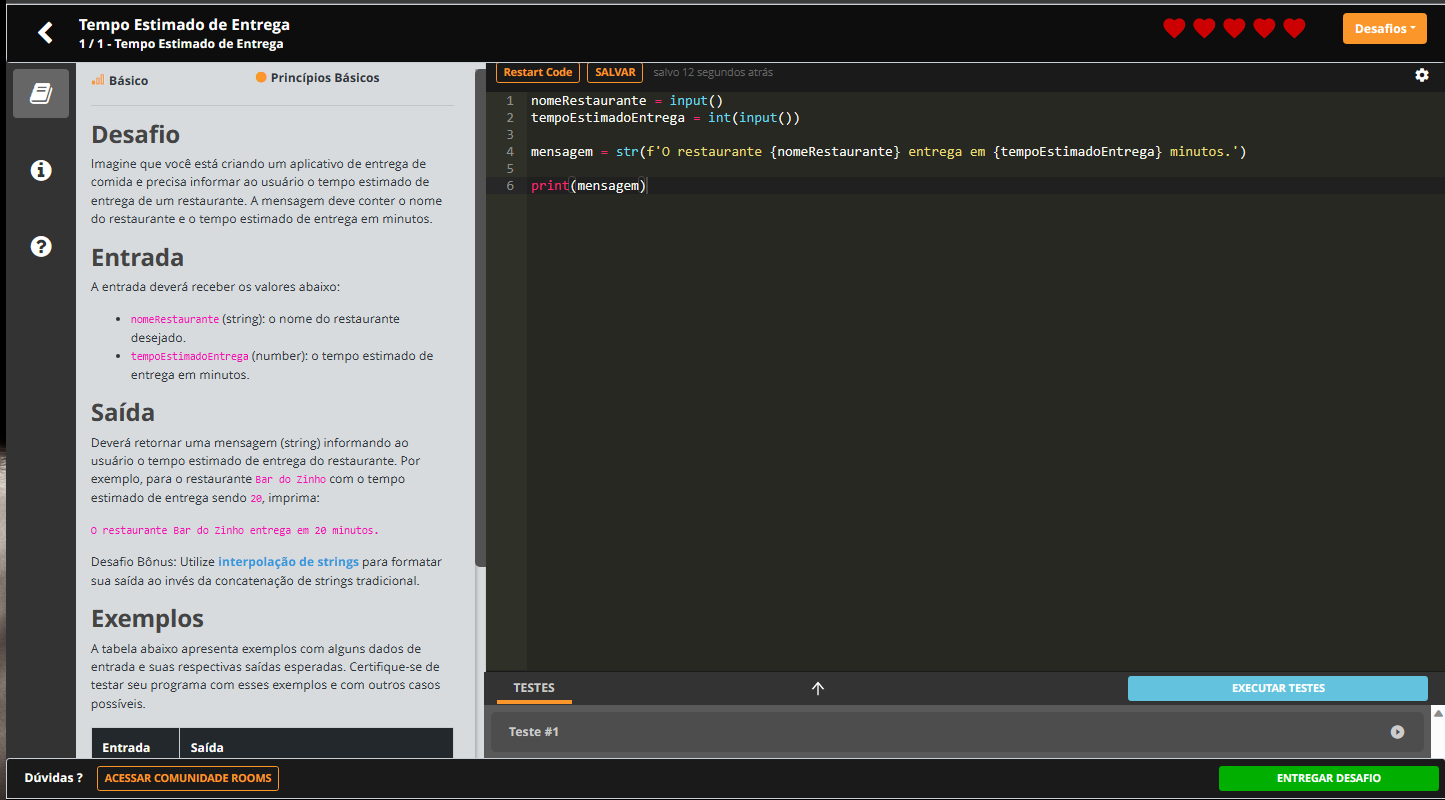 Tempo Estimado de Entrega
1 / 1 - Tempo Estimado de Entrega
Desafios
Básico
Princípios Básicos
Desafio
Imagine que você está criando um aplicativo de entrega de
comida e precisa informar ao usuário o tempo estimado de
entrega de um restaurante. A mensagem deve conter o nome
do restaurante e o tempo estimado de entrega em minutos.
Entrada
A entrada deverá receber os valores abaixo:
• nomeRestaurante (string): o nome do restaurante
desejado.
• tempoEstimadoEntrega (number): o tempo estimado de
entrega em minutos.
Saída
Deverá retornar uma mensagem (string) informando ao
usuário o tempo estimado de entrega do restaurante. Por
exemplo, para o restaurante Bar do Zinho com o tempo
estimado de entrega sendo 20, imprima:
O restaurante Bar do Zinho entrega em 20 minutos.
Desafio Bônus: Utilize interpolação de strings para formatar
sua saída ao invés da concatenação de strings tradicional.
Exemplos
A tabela abaixo apresenta exemplos com alguns dados de
entrada e suas respectivas saídas esperadas. Certifique-se de
testar seu programa com esses exemplos e com outros casos
possíveis.
Entrada Saída
Restart Code SALVAR salvo 12 segundos atrás
1 nomeRestaurante = input()
2 tempoEstimadoEntrega = int(input())
3
4 mensagem = str(f'O restaurante {nomeRestaurante} entrega em {tempoEstimadoEntrega} minutos.')
5
6 print(mensagem)
TESTES
EXECUTAR TESTES
Teste #1
Dúvidas ? ACESSAR COMUNIDADE ROOMS
ENTREGAR DESAFIO